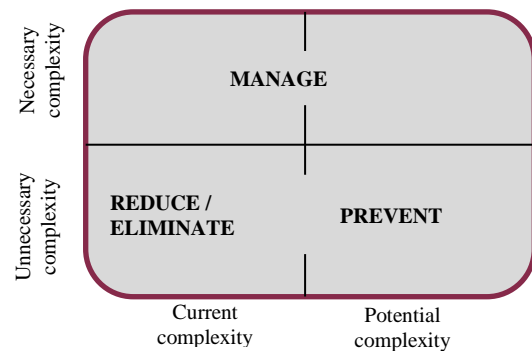 Necessary
complexity
MANAGE
Unnecessary
complexity
REDUCE /
ELIMINATE
PREVENT
Current
complexity
Potential
complexity